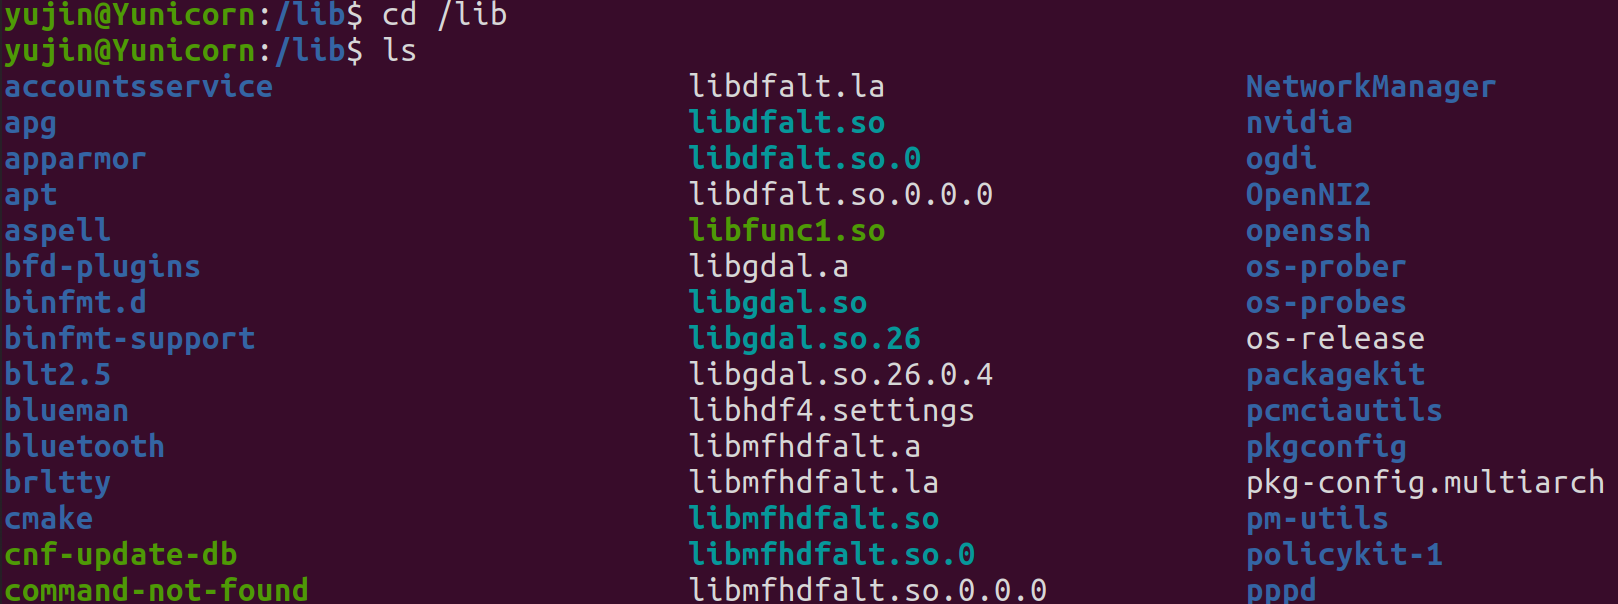 yujin@Yunicorn:/lib$ cd /lib
yujin@Yunicorn:/lib$ ls
accountsservice libdfalt.la NetworkManager
apg libdfalt.so nvidia
apparmor libdfalt.so.0 ogdi
apt libdfalt.so.0.0.0 OpenNI2
aspell libfunc1.so openssh
bfd-plugins libgdal.a os-prober
binfmt.d libgdal.so os-probes
binfmt-support libgdal.so.26 os-release
blt2.5 libgdal.so.26.0.4 packagekit
blueman libhdf4.settings pcmciautils
bluetooth libmfhdfalt.a pkgconfig
brltty libmfhdfalt.la pkg-config.multiarch
cmake libmfhdfalt.so pm-utils
cnf-update-db libmfhdfalt.so.0 policykit-1
command-not-found libmfhdfalt.so.0.0.0 pppd